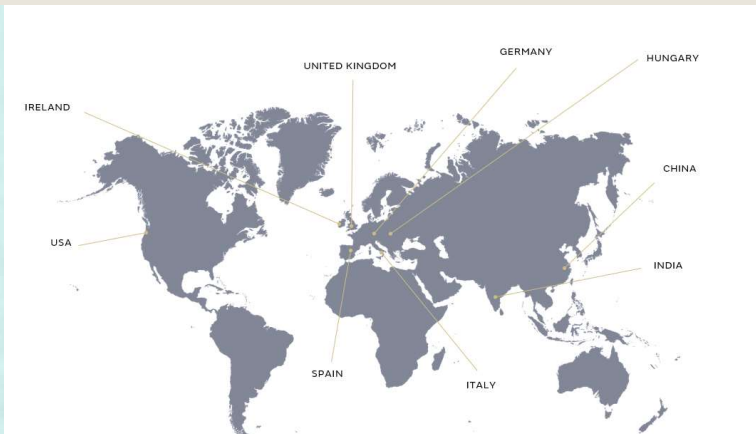 GERMANY
HUNGARY
UNITED KINGDOM
IRELAND
CHINA
USA
INDIA
SPAIN
ITALY